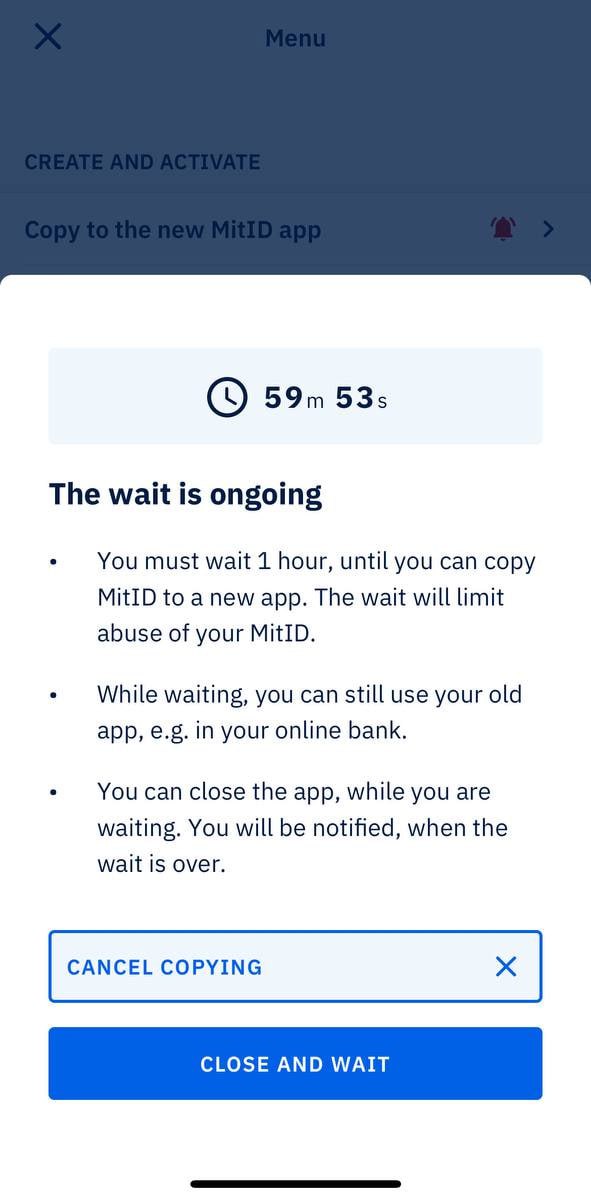 Menu
CREATE AND ACTIVATE
Copy to the new MitID app
59m 53s
The wait is ongoing
• You must wait 1 hour, until you can copy
MitID to a new app. The wait will limit
abuse of your MitID.
• While waiting, you can still use your old
app, e.g. in your online bank.
• You can close the app, while you are
waiting. You will be notified, when the
wait is over.
CANCEL COPYING
CLOSE AND WAIT